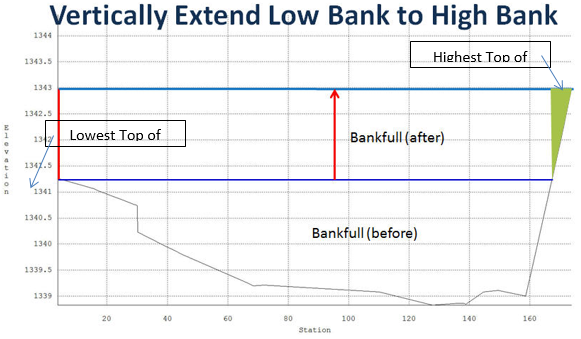 Vertically Extend Low Bank to High Bank
1344
1343.5
1343
1342.5
1342
1341.5
1341
1340.5
1340
1339.5
1339
Elevation
Highest Top of
Lowest Top of
Bankfull (after)
Bankfull (before)
20 40 60 80 100 120 140 160
Station